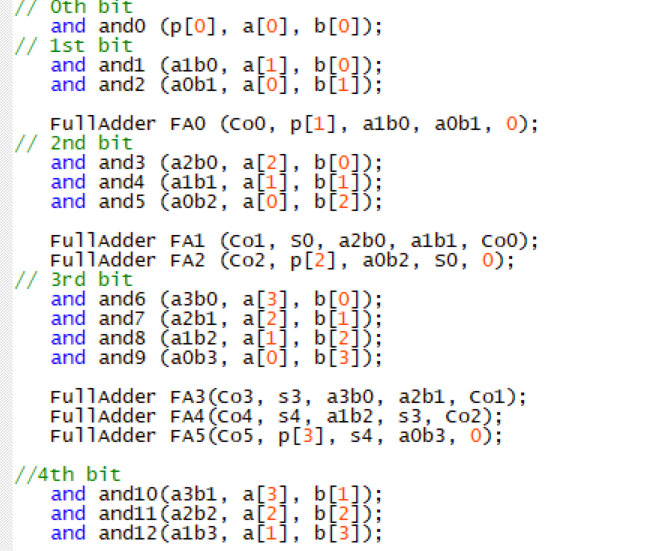 // 0th bit
and and0 (p[0], a[0], b[0]);
// 1st bit
and and1 (a1b0, a[1], b[0]);
and and2 (a0b1, a[0], b[1]);
FullAdder FA0 (Co0, p[1], a1b0, a0b1, 0);
// 2nd bit
and and3 (a2b0, a[2], b[0]);
and and4 (a1b1, a[1], b[1]);
and and5 (a0b2, a[0], b[2]);
FullAdder FA1 (Co1, S0, a2b0, a1b1, Co0);
FullAdder FA2 (Co2, p[2], a0b2, S0, 0);
// 3rd bit
and and6 (a3b0, a[3], b[0]);
and and7 (a2b1, a[2], b[1]);
and and8 (a1b2, a[1], b[2]);
and and9 (a0b3, a[0], b[3]);
FullAdder FA3(Co3, s3, a3b0, a2b1, Co1);
FullAdder FA4(Co4, s4, a1b2, s3, Co2);
FullAdder FA5(Co5, p[3], s4, a0b3, 0);
//4th bit
and and10(a3b1, a[3], b[1]);
and and11(a2b2, a[2], b[2]);
and and12(a1b3, a[1], b[3]);